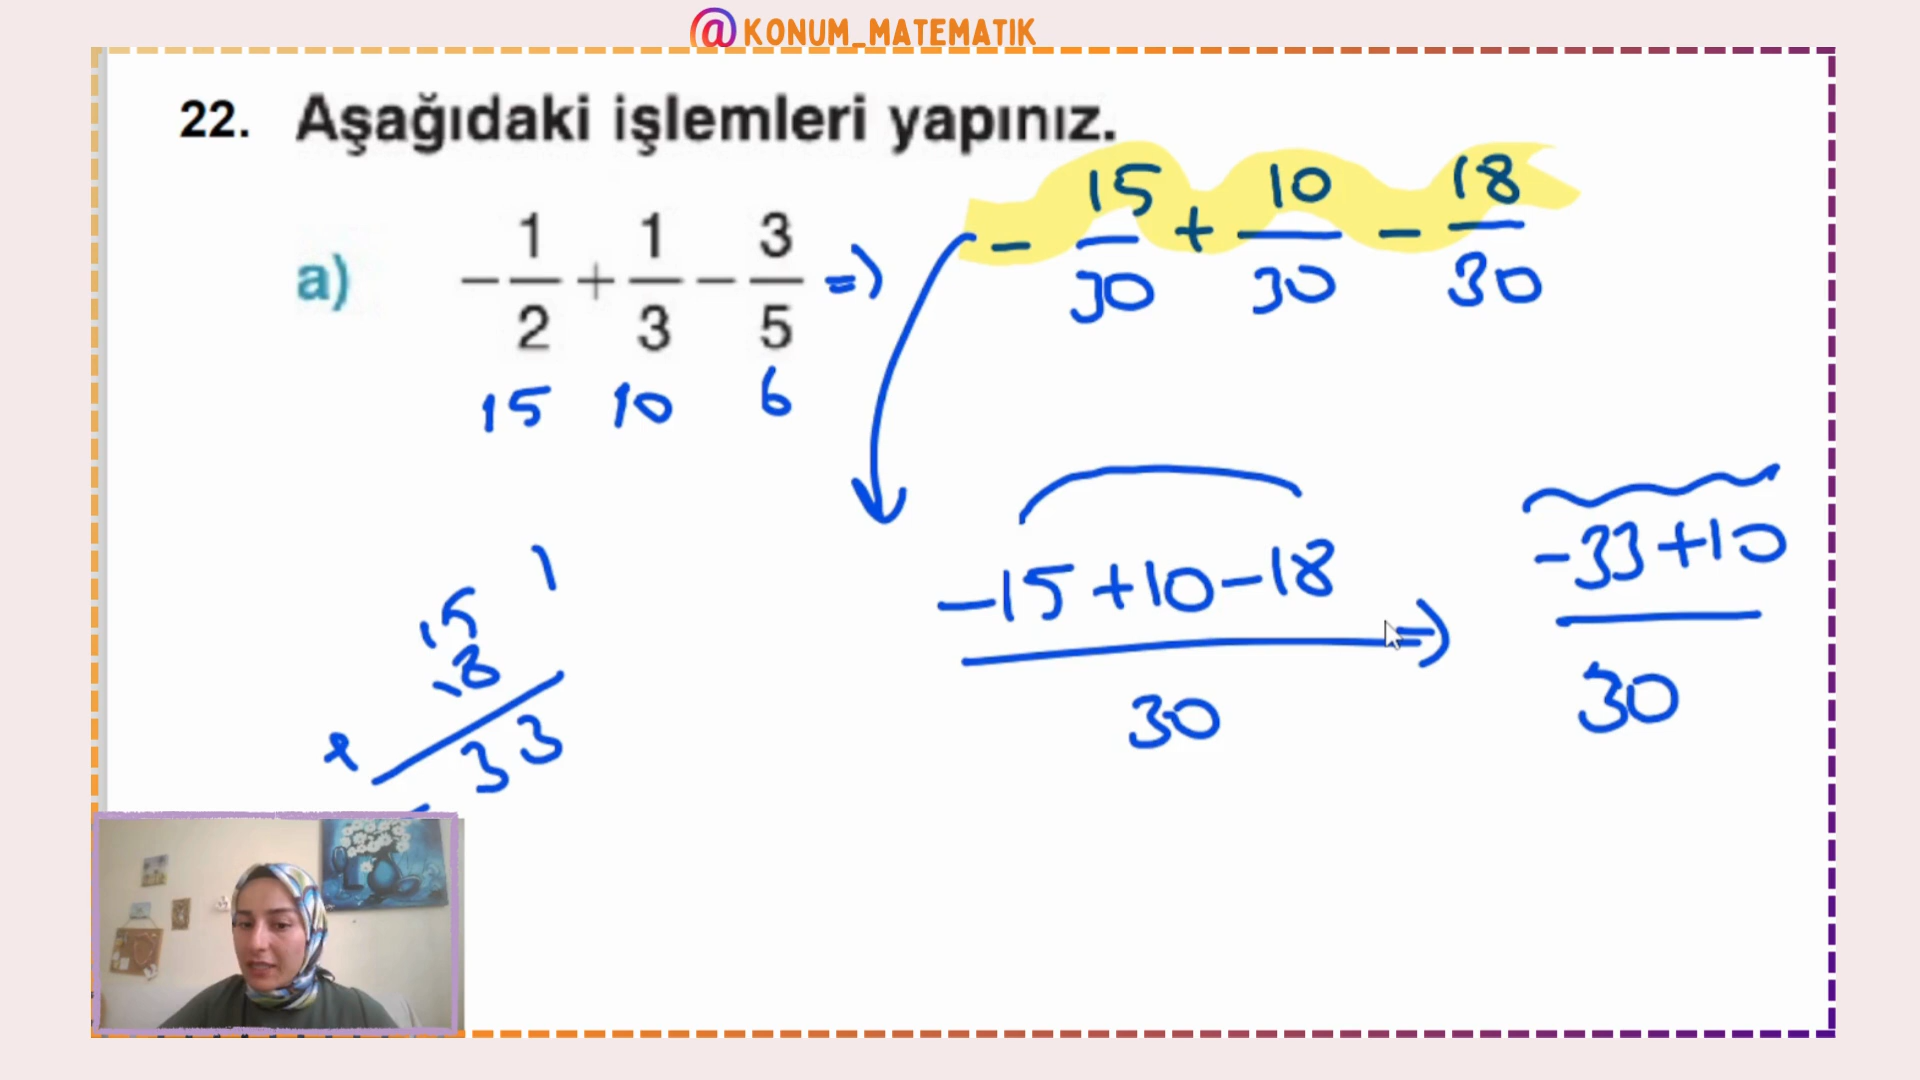 @KONUM_MATEMATIK
22. Aşağıdaki işlemleri yapınız.
a) -1/2 + 1/3 - 3/5 => -15/30 + 10/30 - 18/30
15 10 6
-15+10-18/30 => -33+10/30
1
15
18
+
33